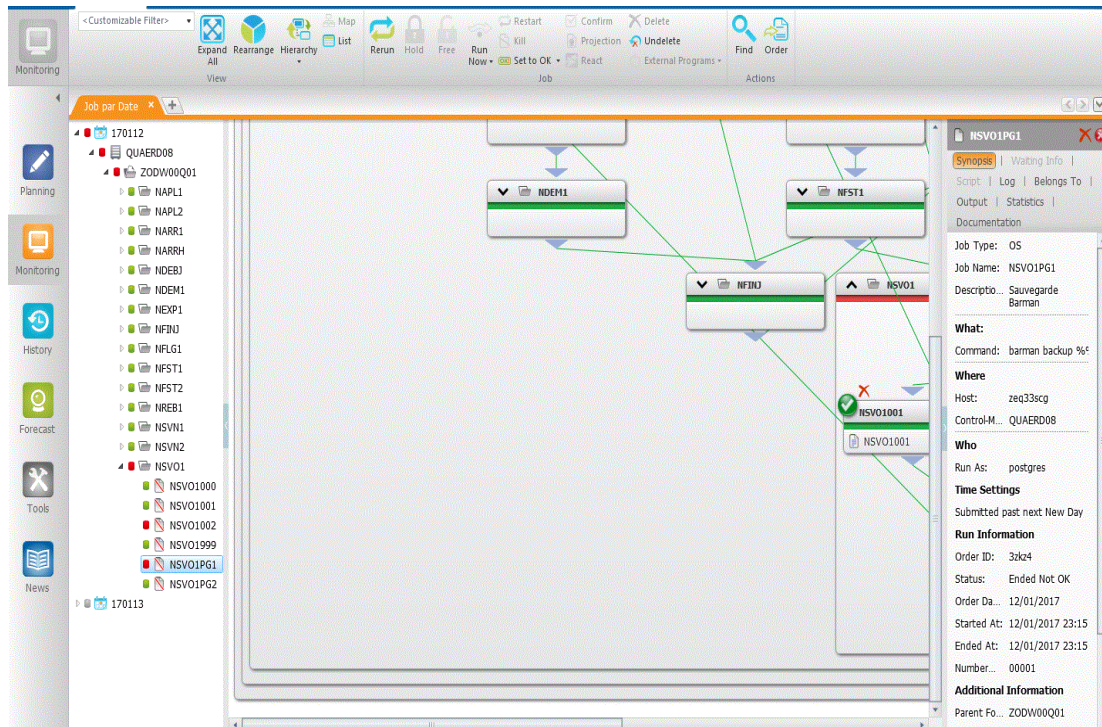 <Customizable Filter>
Expand All
Rearrange
Hierarchy
Map
List
View
Rerun
Hold
Free
Run Now
Restart
Kill
Set to OK
Confirm
Projection
React
Delete
Undelete
External Programs
Job
Find
Order
Actions
Monitoring
Planning
Monitoring
History
Forecast
Tools
News
Job par Date
170112
QUAERD08
ZODW00Q01
NAPL1
NAPL2
NARR1
NARRH
NDEBJ
NDEM1
NEXP1
NFINJ
NFLG1
NFST1
NFST2
NREB1
NSVN1
NSVN2
NSVO1
NSVO1000
NSVO1001
NSVO1002
NSVO1999
NSVO1PG1
NSVO1PG2
170113
NDEM1
NFST1
NFINJ
NSVO1
NSVO1001
NSVO1001
NSVO1PG1
Synopsis | Waiting Info |
Script | Log | Belongs To |
Output | Statistics |
Documentation
Job Type: OS
Job Name: NSVO1PG1
Descriptio... Sauvegarde
Barman
What:
Command: barman backup %
Where
Host: zeq33scg
Control-M... QUAERD08
Who
Run As: postgres
Time Settings
Submitted past next New Day
Run Information
Order ID: 3zkz4
Status: Ended Not OK
Order Da... 12/01/2017
Started At: 12/01/2017 23:15
Ended At: 12/01/2017 23:15
Number... 00001
Additional Information
Parent Fo... ZODW00Q01